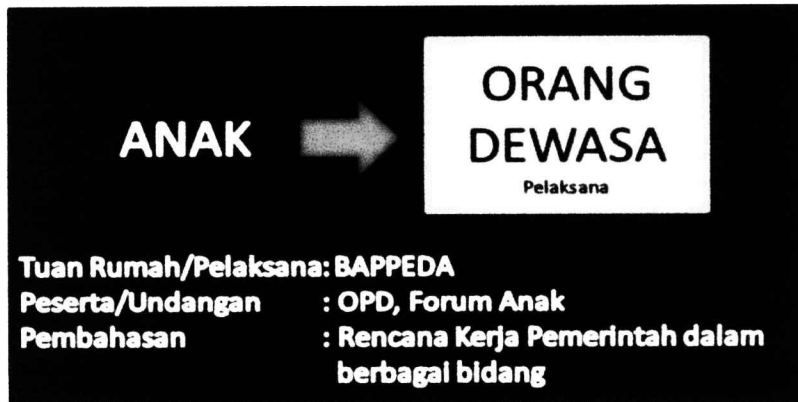 ANAK
ORANG
DEWASA
Pelaksana
Tuan Rumah/Pelaksana: BAPPEDA
Peserta/Undangan : OPD, Forum Anak
Pembahasan : Rencana Kerja Pemerintah dalam
berbagai bidang